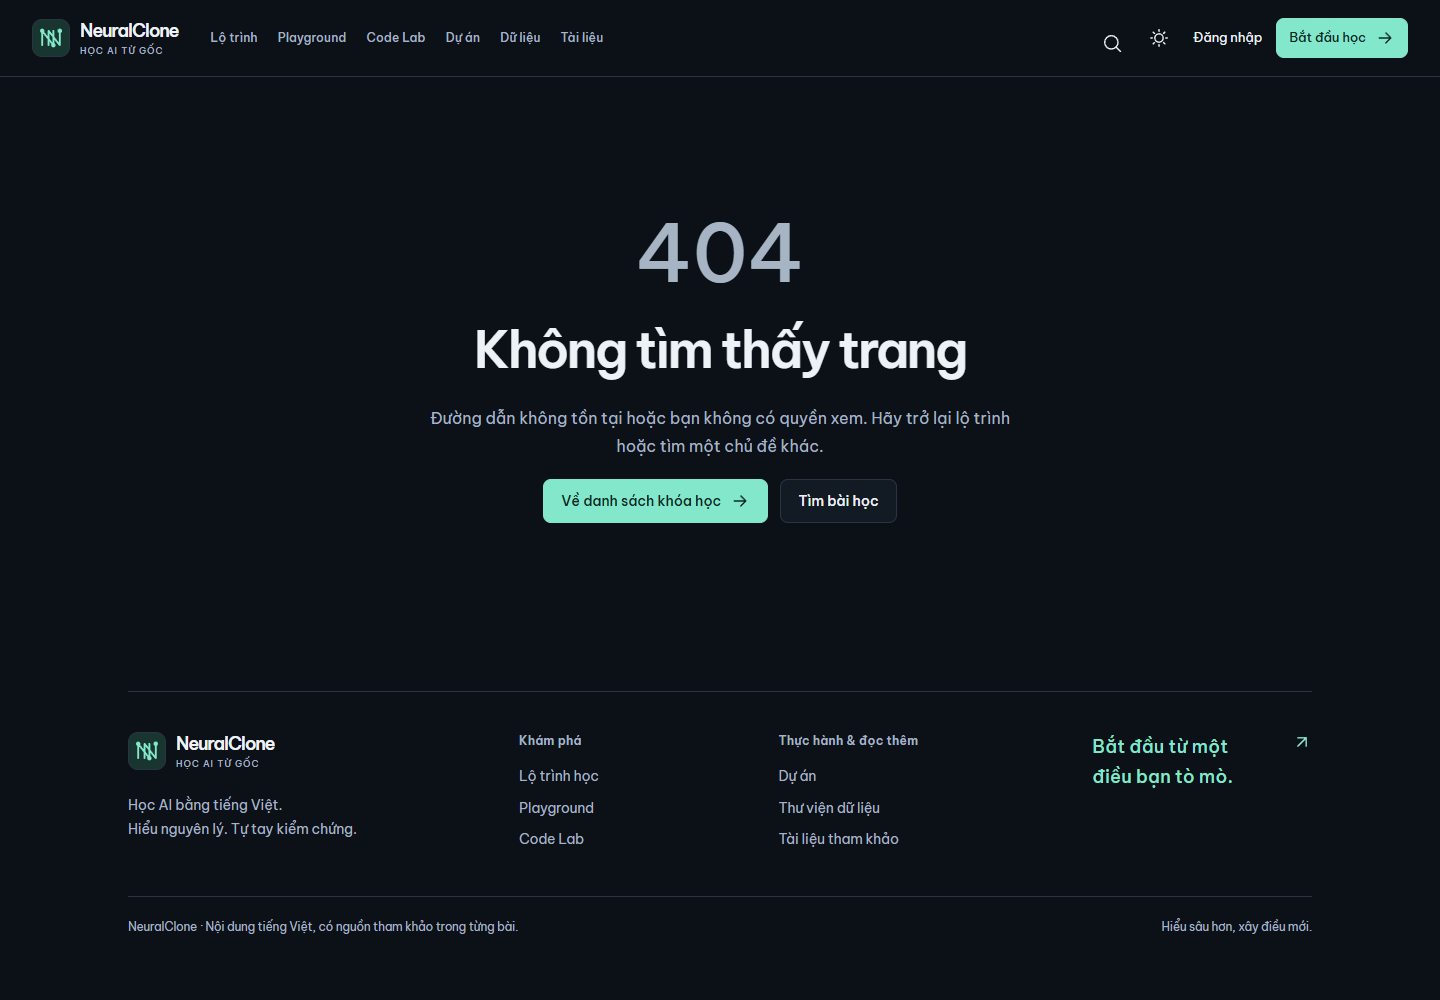 NeuralClone
HỌC AI TỪ GỐC
Lộ trình
Playground
Code Lab
Dự án
Dữ liệu
Tài liệu
Đăng nhập
Bắt đầu học
404
Không tìm thấy trang
Đường dẫn không tồn tại hoặc bạn không có quyền xem. Hãy trở lại lộ trình
hoặc tìm một chủ đề khác.
Về danh sách khóa học
Tìm bài học
NeuralClone
HỌC AI TỪ GỐC
Học AI bằng tiếng Việt.
Hiểu nguyên lý. Tự tay kiểm chứng.
Khám phá
Lộ trình học
Playground
Code Lab
Thực hành & đọc thêm
Dự án
Thư viện dữ liệu
Tài liệu tham khảo
Bắt đầu từ một
điều bạn tò mò.
NeuralClone · Nội dung tiếng Việt, có nguồn tham khảo trong từng bài.
Hiểu sâu hơn, xây điều mới.